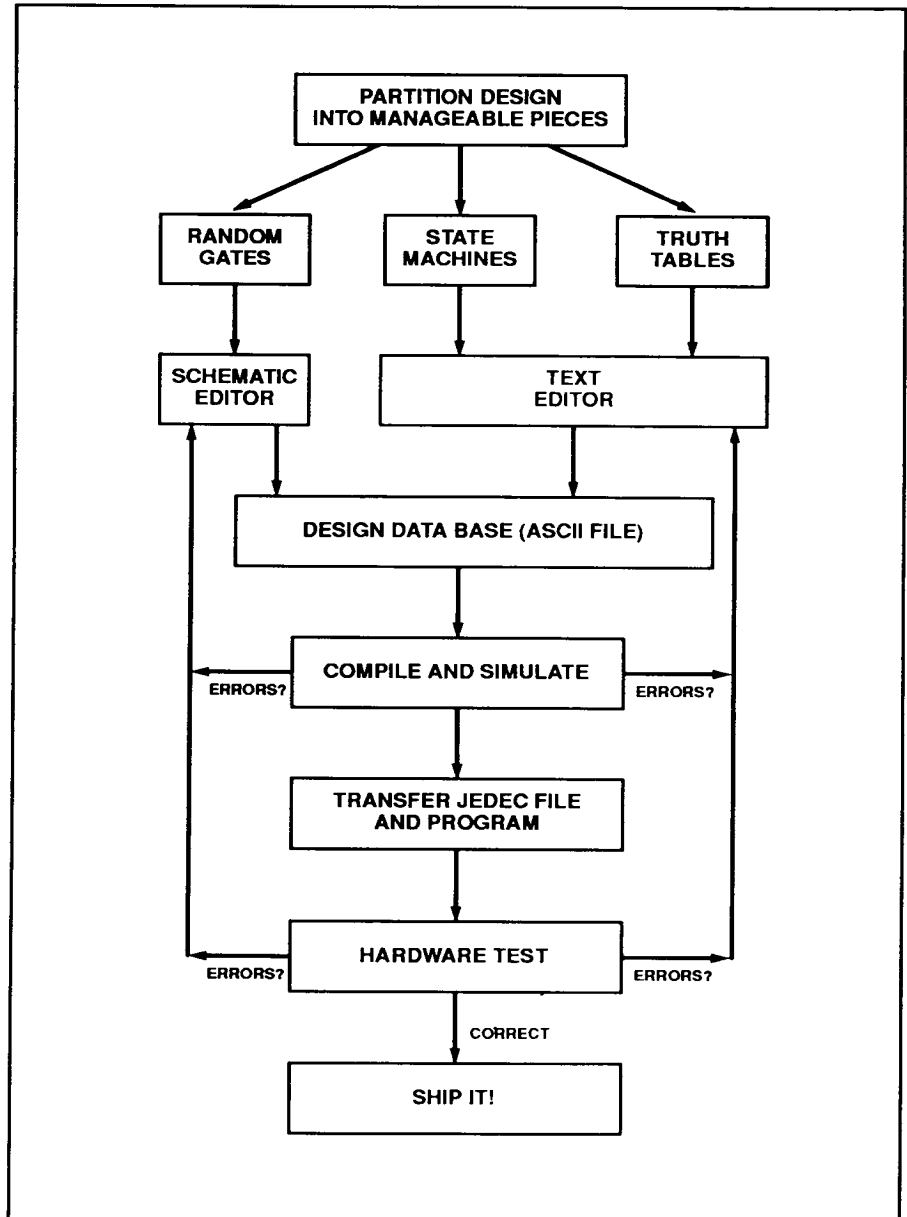 PARTITION DESIGN
INTO MANAGEABLE PIECES
RANDOM
GATES
STATE
MACHINES
TRUTH
TABLES
SCHEMATIC
EDITOR
TEXT
EDITOR
DESIGN DATA BASE (ASCII FILE)
COMPILE AND SIMULATE
ERRORS?
ERRORS?
TRANSFER JEDEC FILE
AND PROGRAM
HARDWARE TEST
ERRORS?
ERRORS?
CORRECT
SHIP IT!